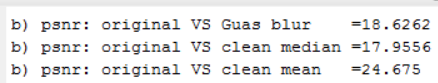 b) psnr: original VS Guas blur    =18.6262
b) psnr: original VS clean median =17.9556
b) psnr: original VS clean mean   =24.675